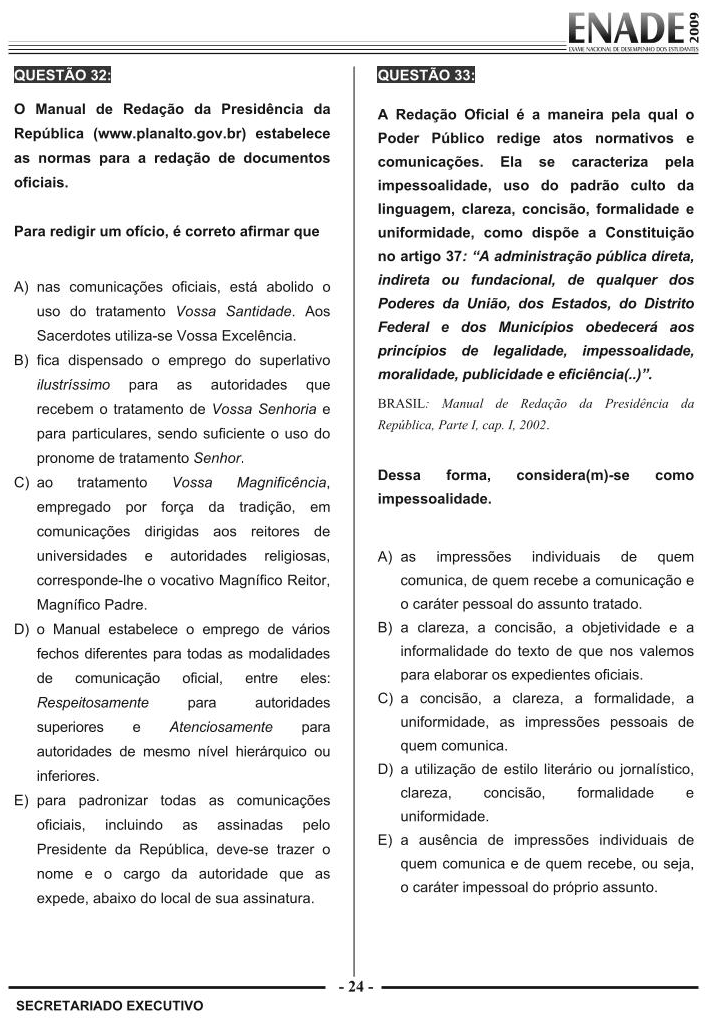 ENADE 2009
EXAME NACIONAL DE DESEMPENHO DOS ESTUDANTES
QUESTÃO 32:
O Manual de Redação da Presidência da
República (www.planalto.gov.br) estabelece
as normas para a redação de documentos
oficiais.
Para redigir um ofício, é correto afirmar que
A) nas comunicações oficiais, está abolido o
uso do tratamento Vossa Santidade. Aos
Sacerdotes utiliza-se Vossa Excelência.
B) fica dispensado o emprego do superlativo
ilustríssimo para as autoridades que
recebem o tratamento de Vossa Senhoria e
para particulares, sendo suficiente o uso do
pronome de tratamento Senhor.
C) ao tratamento Vossa Magnificência,
empregado por força da tradição, em
comunicações dirigidas aos reitores de
universidades e autoridades religiosas,
corresponde-lhe o vocativo Magnífico Reitor,
Magnífico Padre.
D) o Manual estabelece o emprego de vários
fechos diferentes para todas as modalidades
de comunicação oficial, entre eles:
Respeitosamente para autoridades
superiores e Atenciosamente para
autoridades de mesmo nível hierárquico ou
inferiores.
E) para padronizar todas as comunicações
oficiais, incluindo as assinadas pelo
Presidente da República, deve-se trazer o
nome e o cargo da autoridade que as
expede, abaixo do local de sua assinatura.
QUESTÃO 33:
A Redação Oficial é a maneira pela qual o
Poder Público redige atos normativos e
comunicações. Ela se caracteriza pela
impessoalidade, uso do padrão culto da
linguagem, clareza, concisão, formalidade e
uniformidade, como dispõe a Constituição
no artigo 37: “A administração pública direta,
indireta ou fundacional, de qualquer dos
Poderes da União, dos Estados, do Distrito
Federal e dos Municípios obedecerá aos
princípios de legalidade, impessoalidade,
moralidade, publicidade e eficiência(..)”.
BRASIL: Manual de Redação da Presidência da
República, Parte I, cap. I, 2002.
Dessa forma, considera(m)-se como
impessoalidade.
A) as impressões individuais de quem
comunica, de quem recebe a comunicação e
o caráter pessoal do assunto tratado.
B) a clareza, a concisão, a objetividade e a
informalidade do texto de que nos valemos
para elaborar os expedientes oficiais.
C) a concisão, a clareza, a formalidade, a
uniformidade, as impressões pessoais de
quem comunica.
D) a utilização de estilo literário ou jornalístico,
clareza, concisão, formalidade e
uniformidade.
E) a ausência de impressões individuais de
quem comunica e de quem recebe, ou seja,
o caráter impessoal do próprio assunto.
- 24 -
SECRETARIADO EXECUTIVO